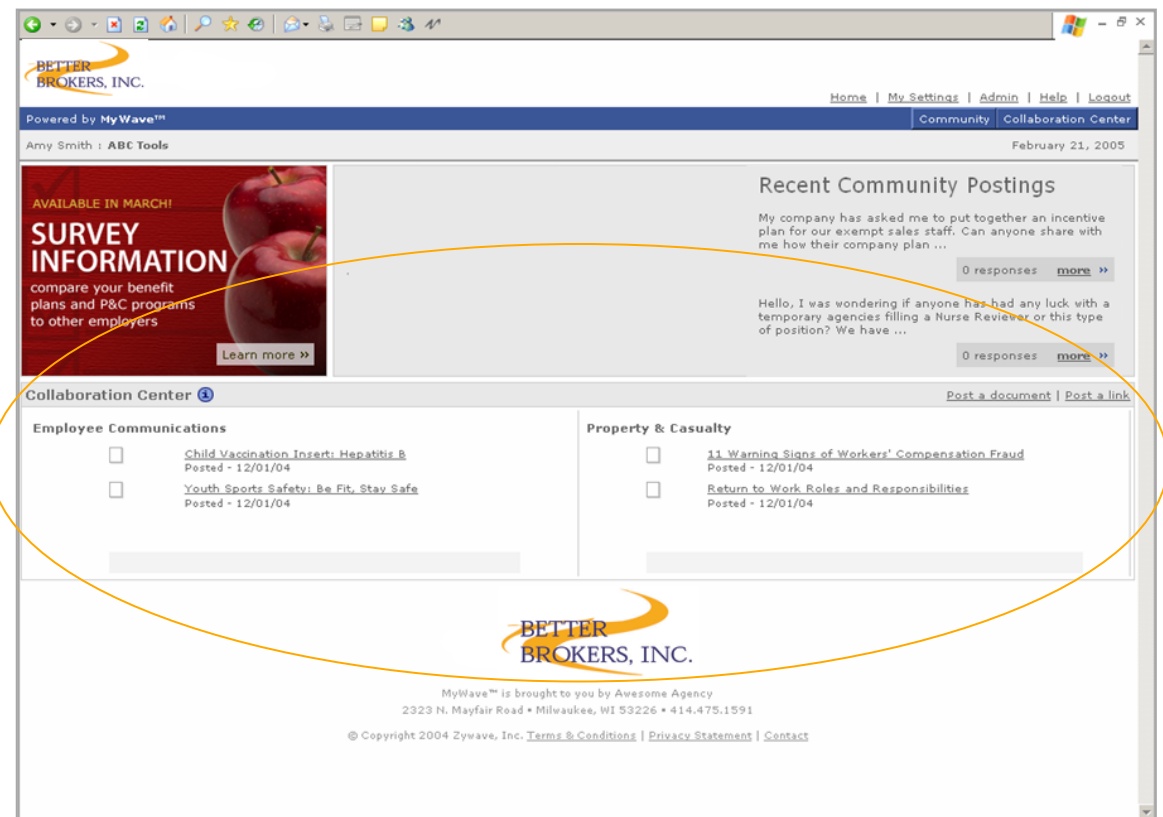 BETTER
BROKERS, INC.
Home | My Settings | Admin | Help | Logout
Powered by MyWave™
Community | Collaboration Center
Amy Smith : ABC Tools
February 21, 2005
AVAILABLE IN MARCH!
SURVEY
INFORMATION
compare your benefit
plans and P&C programs
to other employers
Learn more »
Recent Community Postings
My company has asked me to put together an incentive
plan for our exempt sales staff. Can anyone share with
me how their company plan ...
0 responses more »
Hello, I was wondering if anyone has had any luck with a
temporary agencies filling a Nurse Reviewer or this type
of position? We have ...
0 responses more »
Collaboration Center
Post a document | Post a link
Employee Communications
Child Vaccination Insert: Hepatitis B
Posted - 12/01/04
Youth Sports Safety: Be Fit, Stay Safe
Posted - 12/01/04
Property & Casualty
11 Warning Signs of Workers' Compensation Fraud
Posted - 12/01/04
Return to Work Roles and Responsibilities
Posted - 12/01/04
BETTER
BROKERS, INC.
MyWave™ is brought to you by Awesome Agency
2323 N. Mayfair Road • Milwaukee, WI 53226 • 414.475.1591
© Copyright 2004 Zywave, Inc. Terms & Conditions | Privacy Statement | Contact